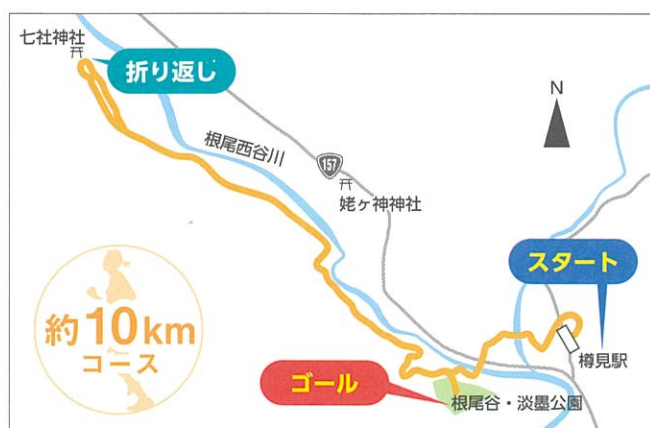 七社神社
折り返し
根尾西谷川
157
姥ヶ神神社
N
スタート
樽見駅
約10km
コース
ゴール
根尾谷・淡墨公園